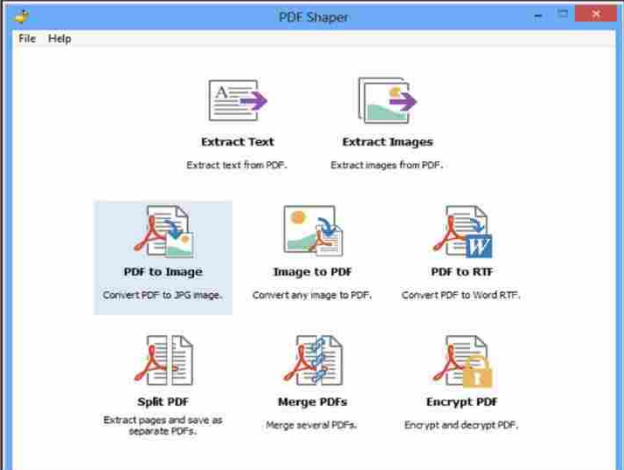 PDF Shaper
File Help
Extract Text Extract Images
Extract text from PDF. Extract images from PDF.
PDF to Image Image to PDF PDF to RTF
Convert PDF to JPG image. Convert any image to PDF. Convert PDF to Word RTF.
Split PDF Merge PDFs Encrypt PDF
Extract pages and save as
separate PDFs. Merge several PDFs. Encrypt and decrypt PDF.